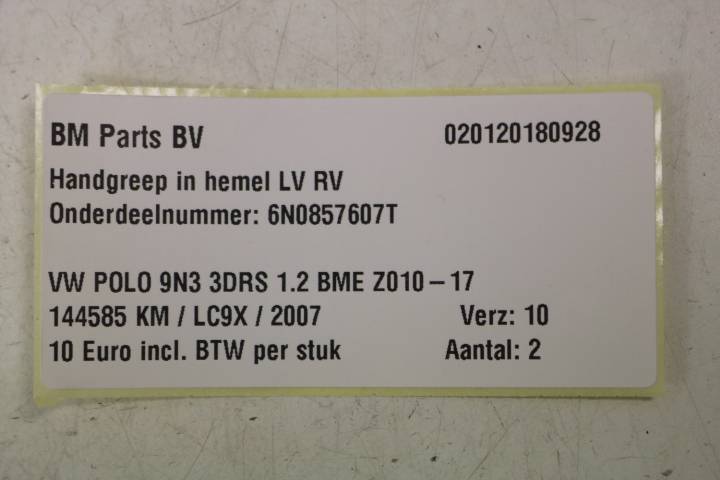 BM Parts BV 020120180928
Handgreep in hemel LV RV
Onderdeelnummer: 6N0857607T
VW POLO 9N3 3DRS 1.2 BME Z010-17
144585 KM / LC9X / 2007 Verz: 10
10 Euro incl. BTW per stuk Aantal: 2